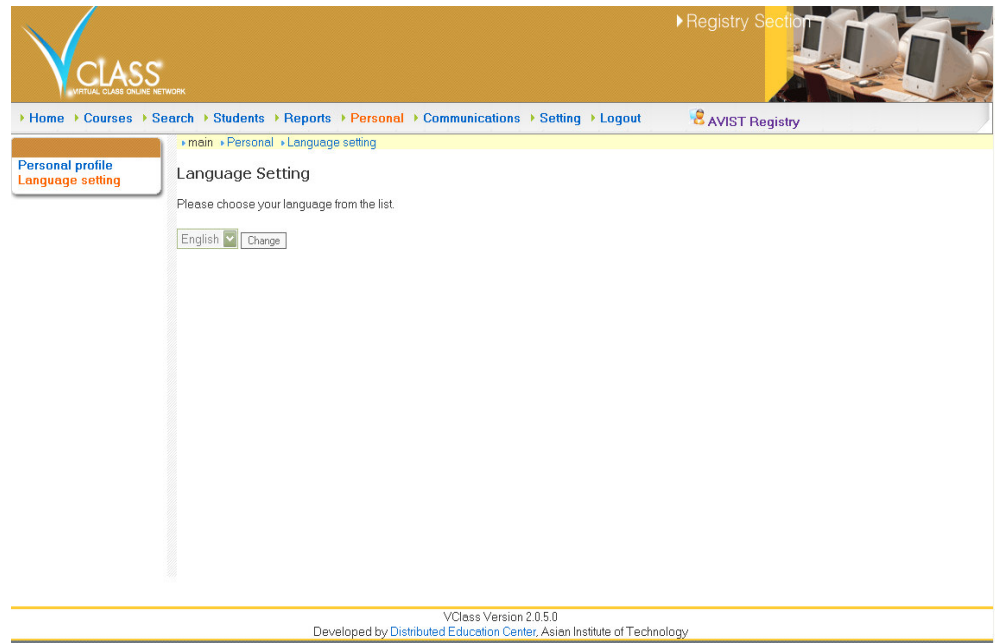 Registry Section
VCLASS
VIRTUAL CLASS ONLINE NETWORK
Home Courses Search Students Reports Personal Communications Setting Logout AVIST Registry
main Personal Language setting
Personal profile
Language setting
Language Setting
Please choose your language from the list.
English Change
VClass Version 2.0.5.0
Developed by Distributed Education Center, Asian Institute of Technology